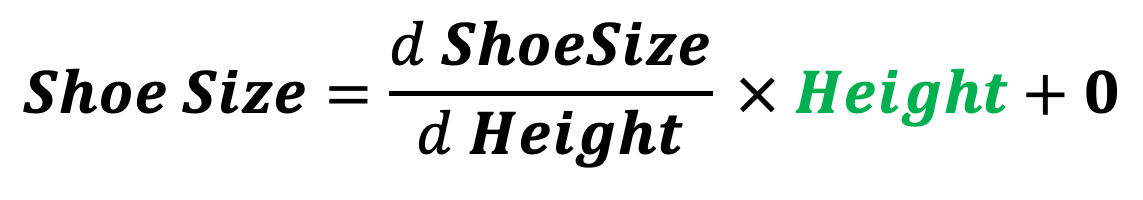 Shoe Size = d ShoeSize / d Height × Height + 0